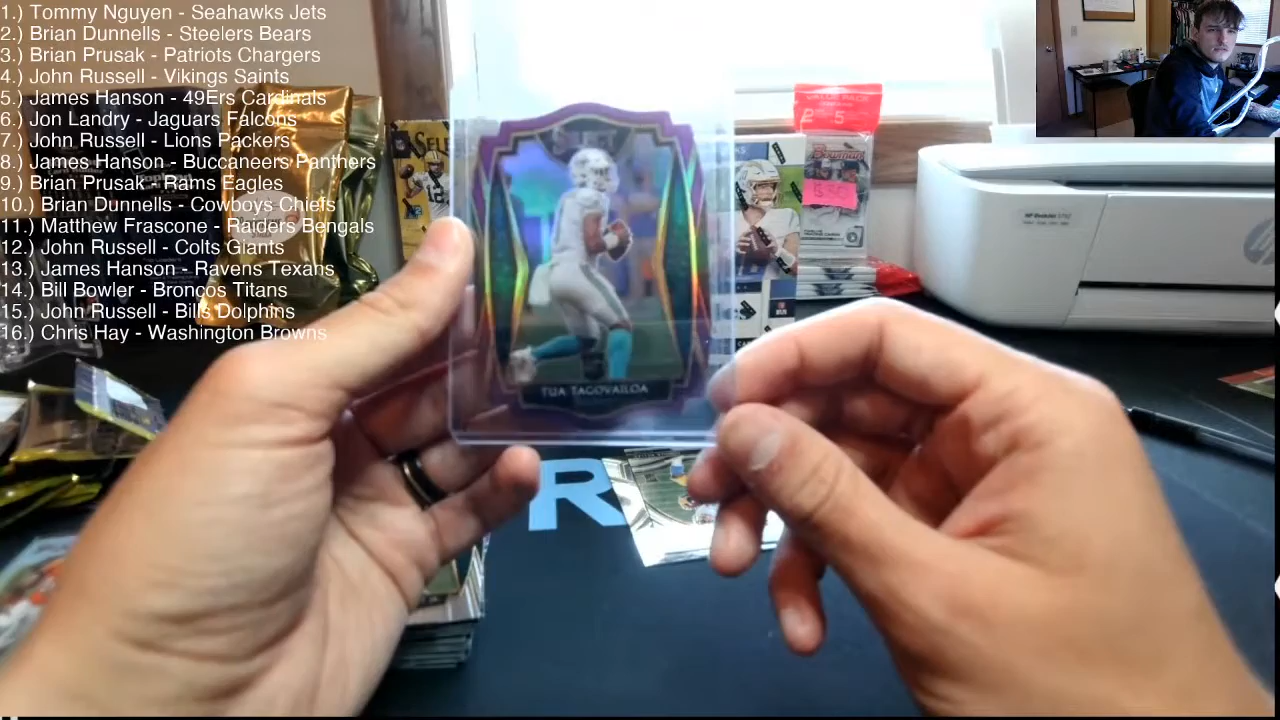 1.) Tommy Nguyen - Seahawks Jets
2.) Brian Dunnells - Steelers Bears
3.) Brian Prusak - Patriots Chargers
4.) John Russell - Vikings Saints
5.) James Hanson - 49Ers Cardinals
6.) Jon Landry - Jaguars Falcons
7.) John Russell - Lions Packers
8.) James Hanson - Buccaneers Panthers
9.) Brian Prusak - Rams Eagles
10.) Brian Dunnells - Cowboys Chiefs
11.) Matthew Frascone - Raiders Bengals
12.) John Russell - Colts Giants
13.) James Hanson - Ravens Texans
14.) Bill Bowler - Broncos Titans
15.) John Russell - Bills Dolphins
16.) Chris Hay - Washington Browns
SELECT
TUA TAGOVAILOA
VALUE PACK
Bowman
hp
R